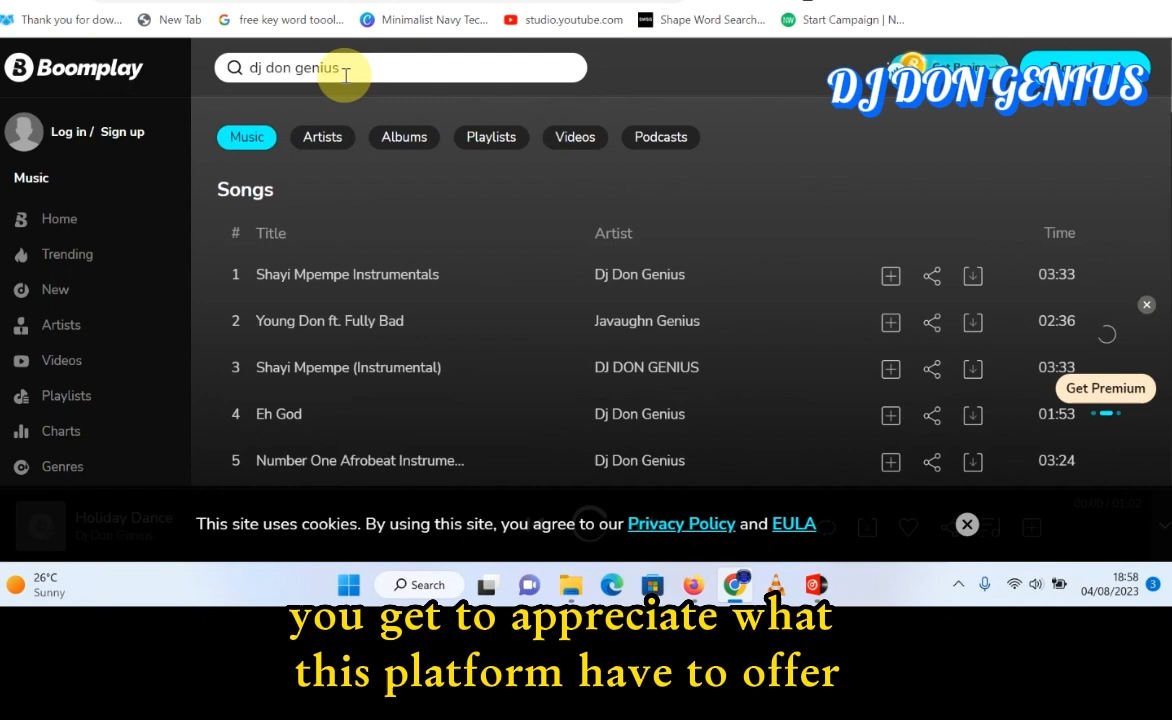 Thank you for dow... New Tab free key word toool... Minimalist Navy Tec... studio.youtube.com Shape Word Search... Start Campaign | N...
Boomplay
dj don genius
DJ DON GENIUS
Log in / Sign up
Music Artists Albums Playlists Videos Podcasts
Music
Songs
Home
# Title Artist Time
Trending
1 Shayi Mpempe Instrumentals Dj Don Genius 03:33
New
2 Young Don ft. Fully Bad Javaughn Genius 02:36
Artists
Videos
3 Shayi Mpempe (Instrumental) DJ DON GENIUS 03:33
Get Premium
Playlists
4 Eh God Dj Don Genius 01:53
Charts
5 Number One Afrobeat Instrume... Dj Don Genius 03:24
Genres
Holiday Dance
Dj Don Genius
This site uses cookies. By using this site, you agree to our Privacy Policy and EULA
26°C
Sunny
Search
18:58
04/08/2023
3
you get to appreciate what
this platform have to offer